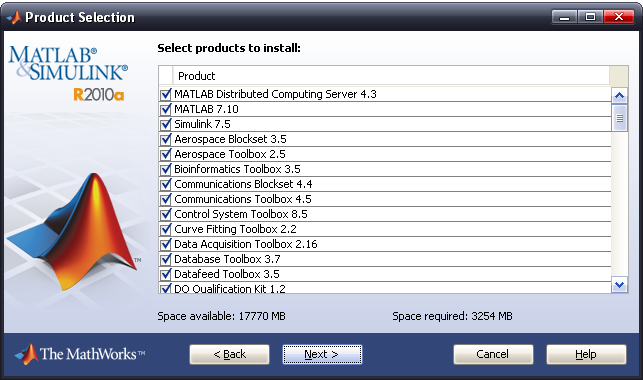 Product Selection
MATLAB®
&SIMULINK®
R2010a
Select products to install:
Product
MATLAB Distributed Computing Server 4.3
MATLAB 7.10
Simulink 7.5
Aerospace Blockset 3.5
Aerospace Toolbox 2.5
Bioinformatics Toolbox 3.5
Communications Blockset 4.4
Communications Toolbox 4.5
Control System Toolbox 8.5
Curve Fitting Toolbox 2.2
Data Acquisition Toolbox 2.16
Database Toolbox 3.7
Datafeed Toolbox 3.5
DO Qualification Kit 1.2
TM
Space available: 17770 MB Space required: 3254 MB
The MathWorks™ < Back Next > Cancel Help